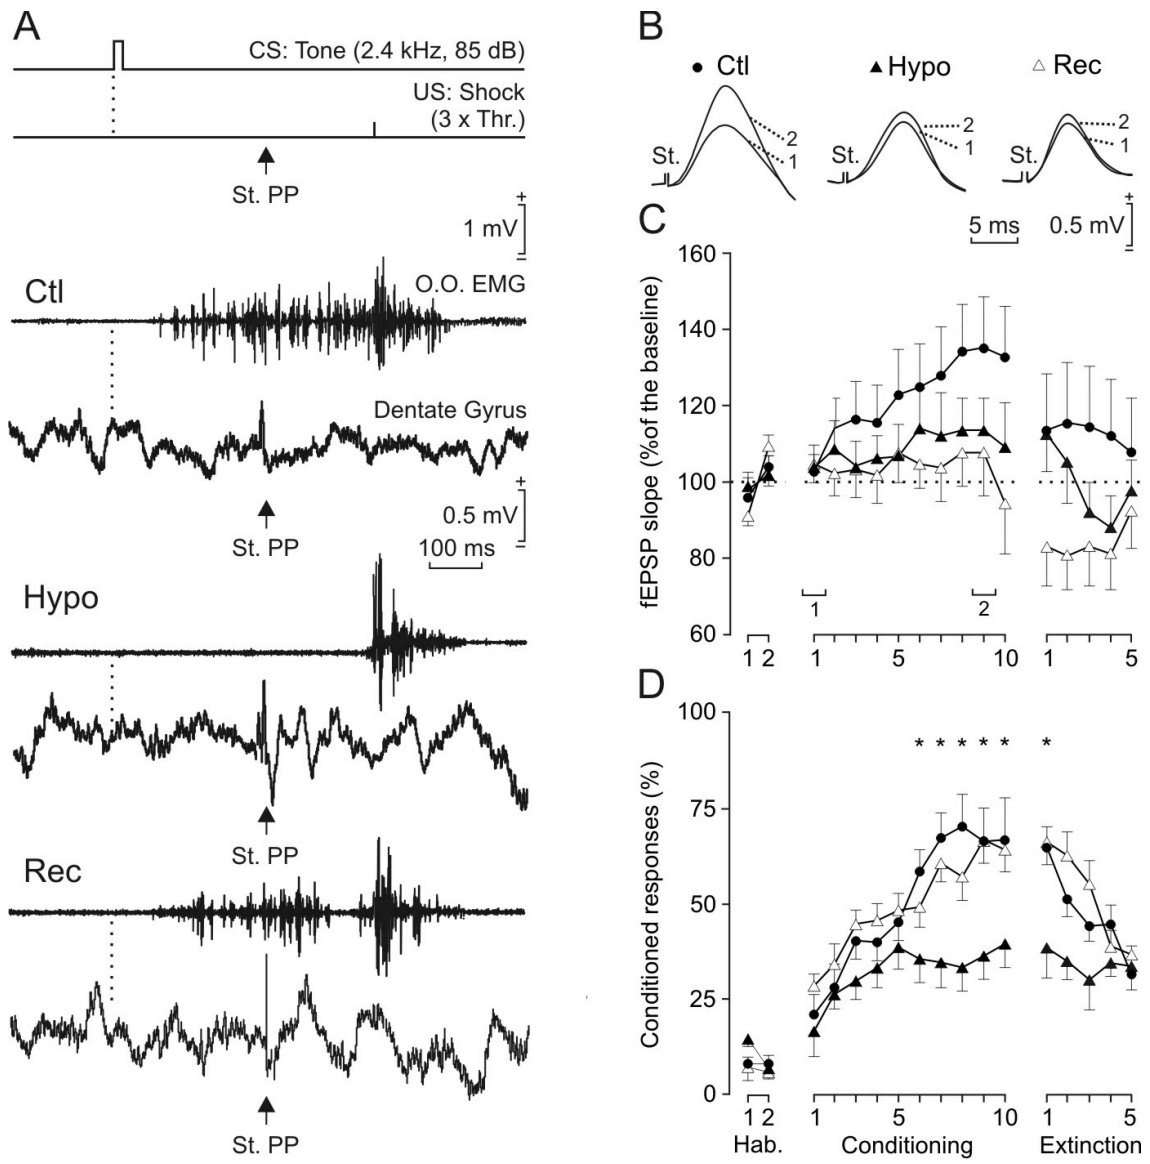 A
CS: Tone (2.4 kHz, 85 dB)
US: Shock
(3 x Thr.)
St. PP
+
1 mV
–
Ctl
O.O. EMG
Dentate Gyrus
+
0.5 mV
–
St. PP
100 ms
Hypo
St. PP
Rec
St. PP
B
Ctl
Hypo
Rec
St.
2
1
St.
2
1
St.
2
1
+
5 ms
0.5 mV
–
C
fEPSP slope (%of the baseline)
160
140
120
100
80
60
1
2
1 2
1
5
10
1
5
D
Conditioned responses (%)
100
75
50
25
0
* * * * * *
1 2
1
5
10
1
5
Hab.
Conditioning
Extinction